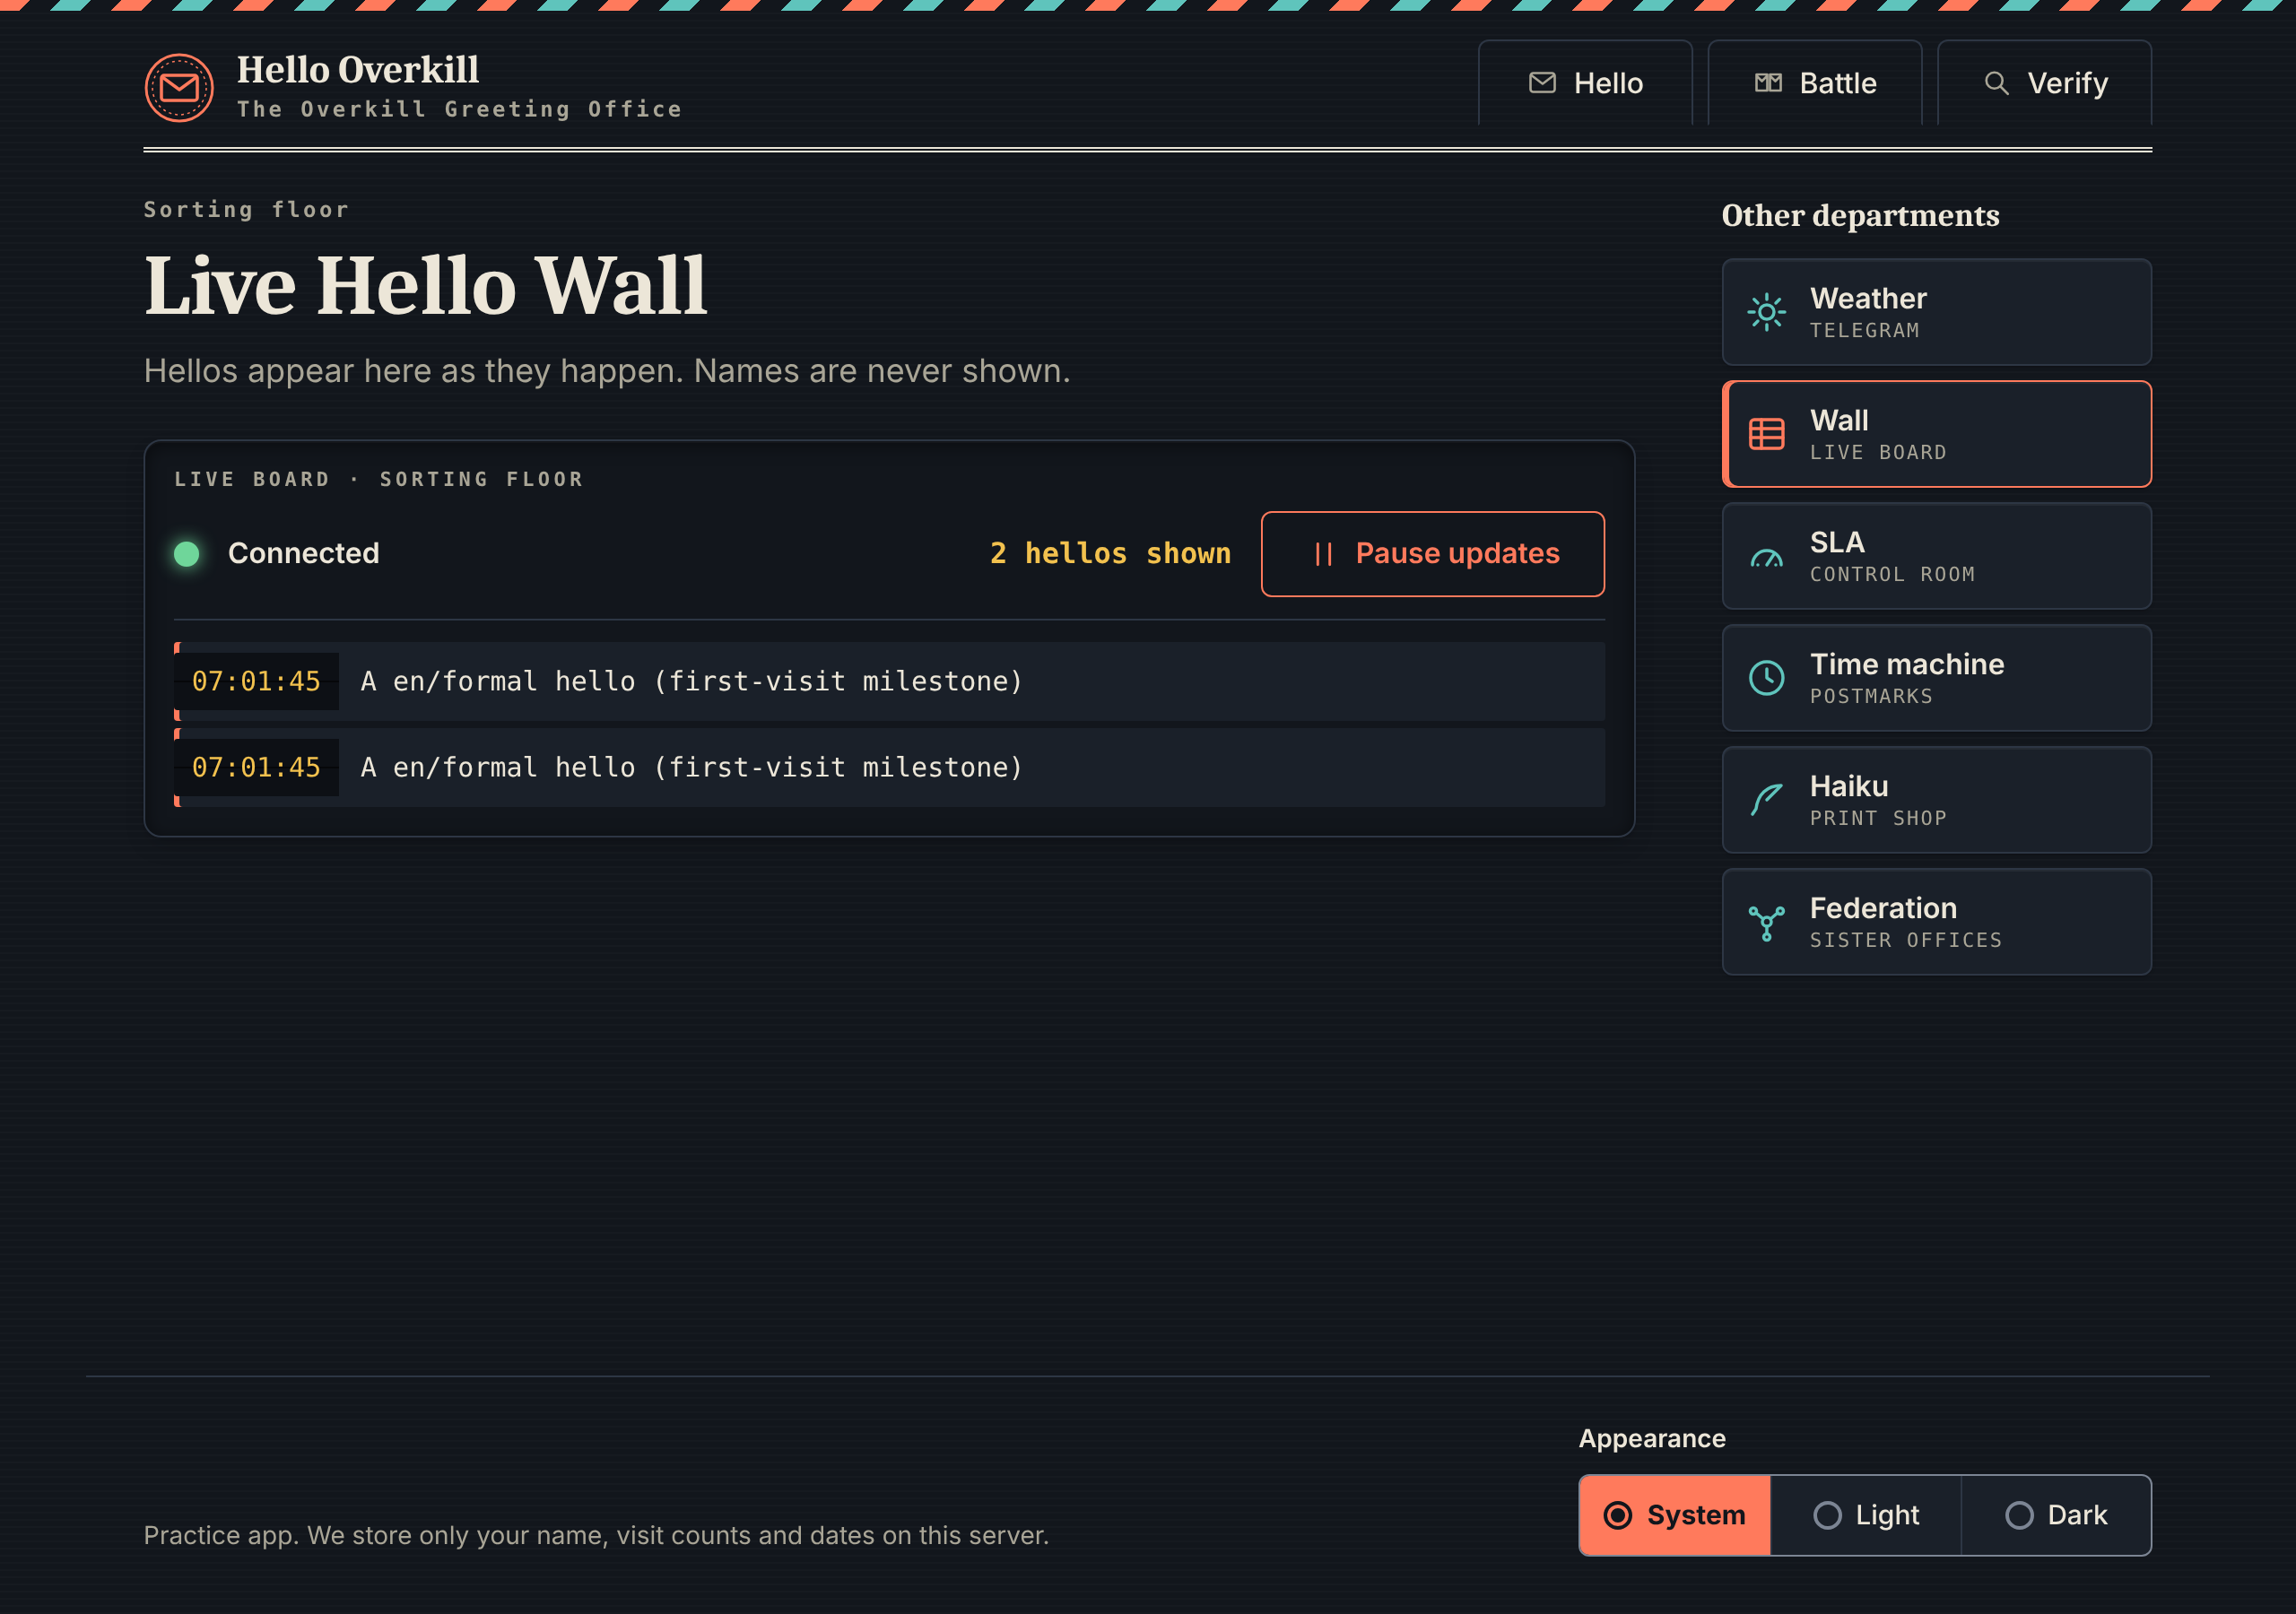 Hello Overkill
The Overkill Greeting Office
Hello
Battle
Verify
Sorting floor
Live Hello Wall
Hellos appear here as they happen. Names are never shown.
LIVE BOARD · SORTING FLOOR
Connected
2 hellos shown
Pause updates
07:01:45 A en/formal hello (first-visit milestone)
07:01:45 A en/formal hello (first-visit milestone)
Other departments
Weather
TELEGRAM
Wall
LIVE BOARD
SLA
CONTROL ROOM
Time machine
POSTMARKS
Haiku
PRINT SHOP
Federation
SISTER OFFICES
Practice app. We store only your name, visit counts and dates on this server.
Appearance
System
Light
Dark